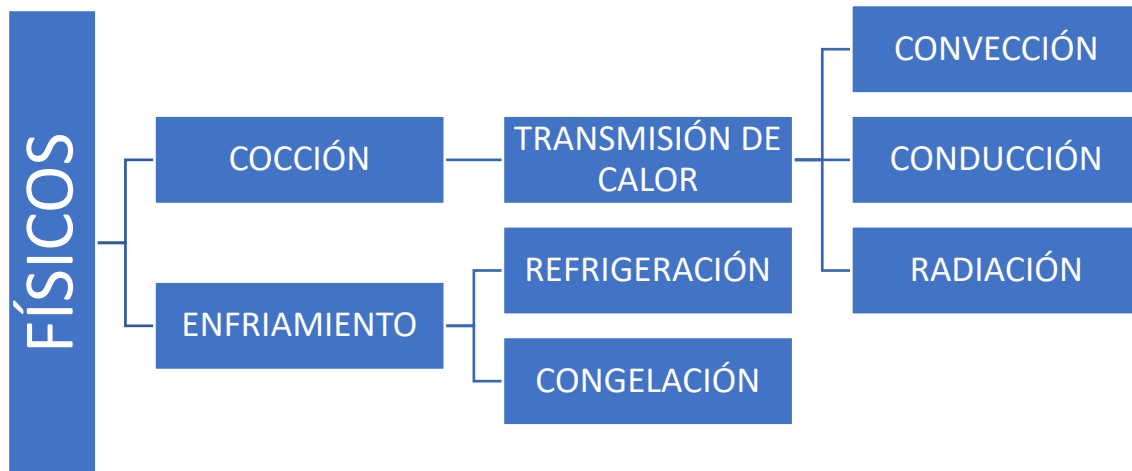 FÍSICOS
COCCIÓN
TRANSMISIÓN DE
CALOR
CONVECCIÓN
CONDUCCIÓN
RADIACIÓN
ENFRIAMIENTO
REFRIGERACIÓN
CONGELACIÓN